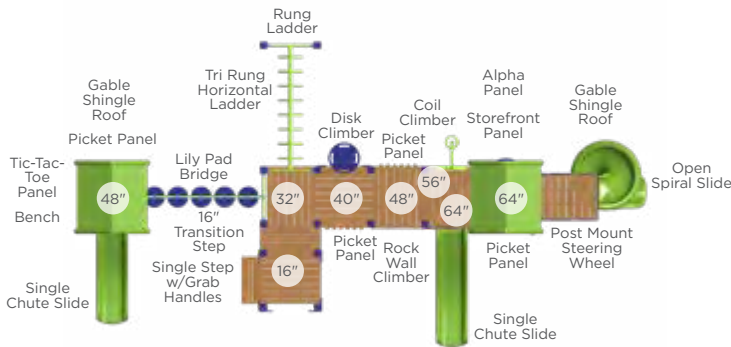 Rung
Ladder
Gable
Shingle
Roof
Tri Rung
Horizontal
Ladder
Coil
Climber
Alpha
Panel
Gable
Shingle
Roof
Disk
Climber
Picket
Panel
Storefront
Panel
Picket Panel
Tic-Tac-
Toe
Panel
Bench
Lily Pad
Bridge
Open
Spiral Slide
48"
16"
Transition
Step
32"
40"
48"
56"
64"
64"
Picket
Panel
Rock
Wall
Climber
Picket
Panel
Post Mount
Steering
Wheel
Single Step
w/Grab
Handles
16"
Single
Chute Slide
Single
Chute Slide